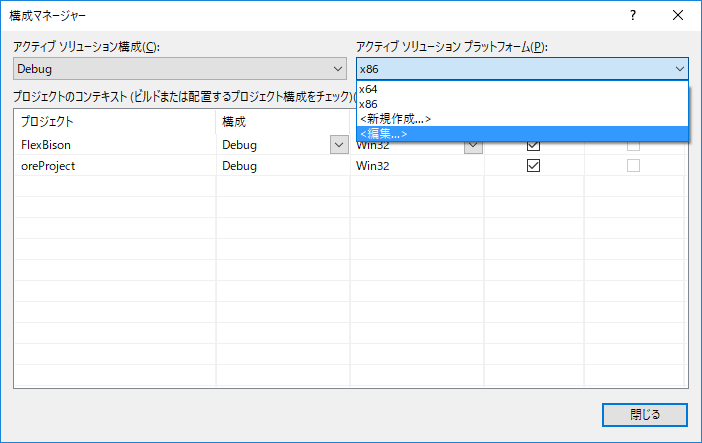 構成マネージャー
アクティブ ソリューション構成(C):
アクティブ ソリューション プラットフォーム(P):
Debug
x86
x64
x86
<新規作成...>
<編集...>
プロジェクトのコンテキスト (ビルドまたは配置するプロジェクト構成をチェック)(
プロジェクト 構成
FlexBison Debug Win32
oreProject Debug Win32
閉じる